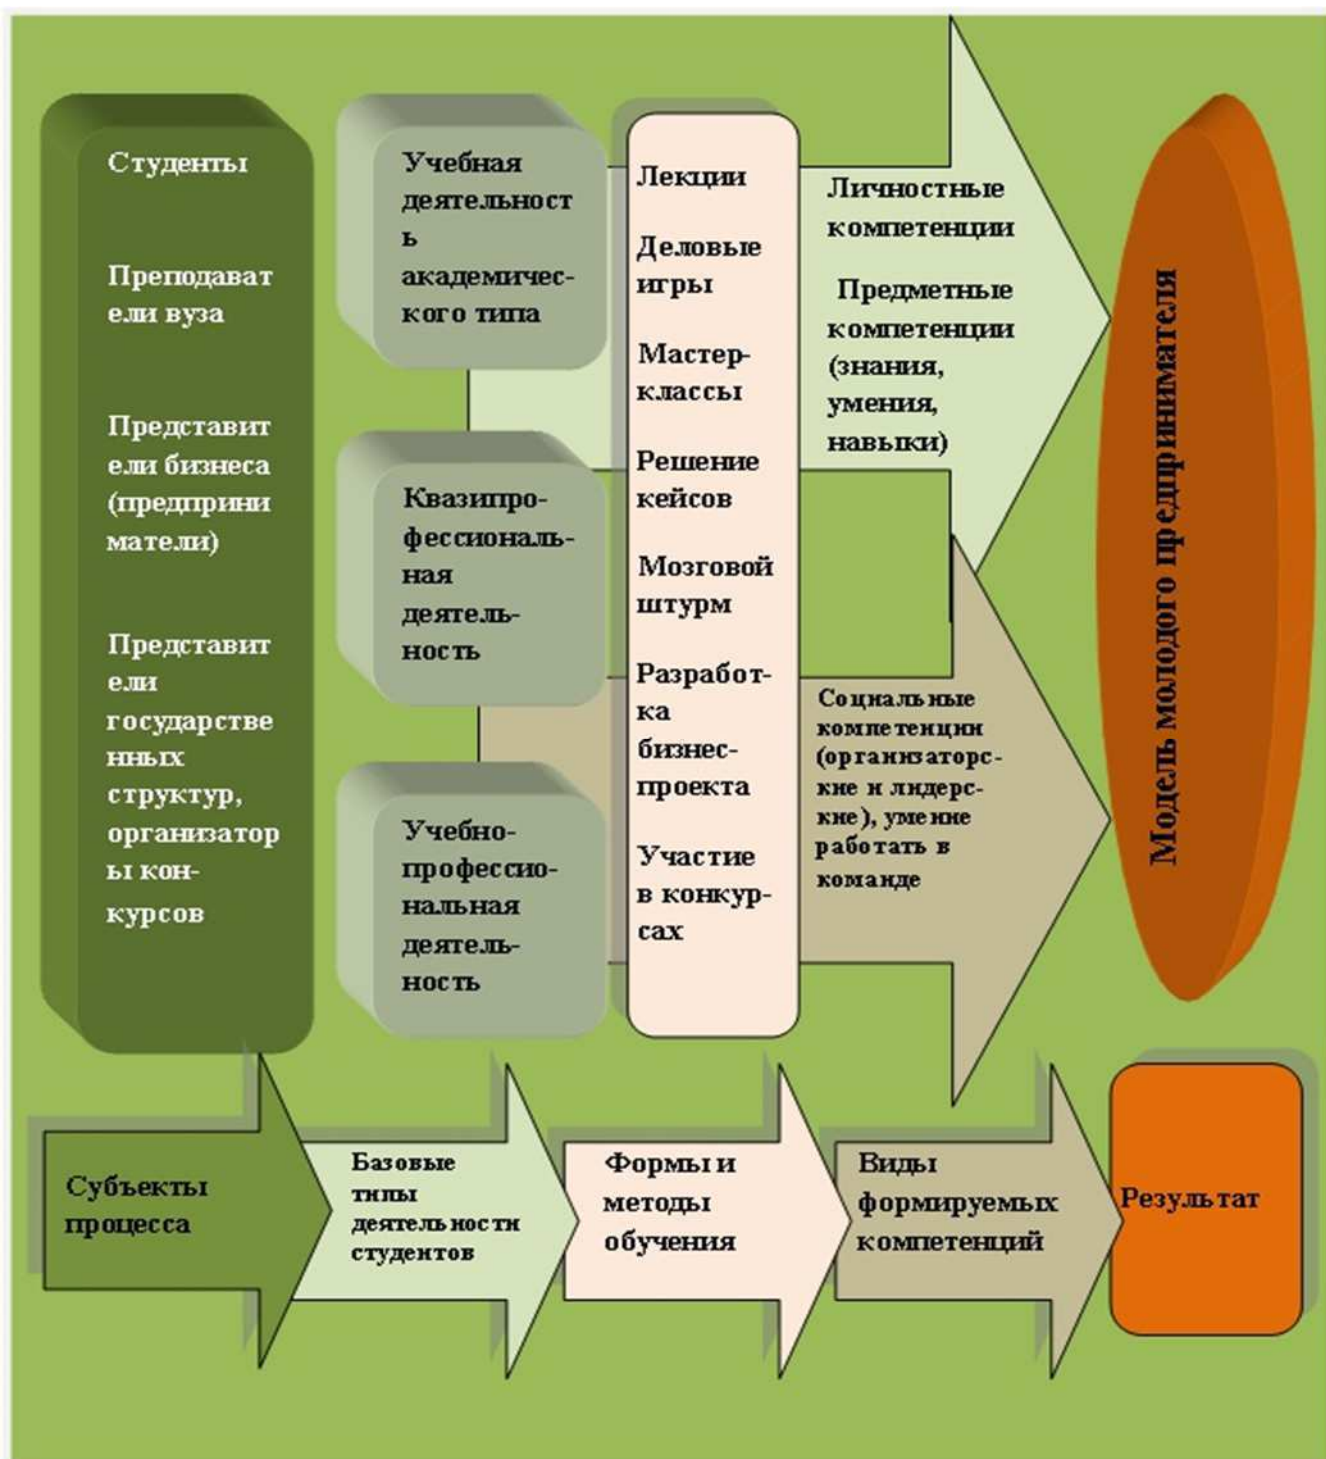 Студенты
Преподават
ели вуза
Представит
ели бизнеса
(предприни
матели)
Представит
ели
государстве
нных
структур,
организатор
ы кон-
курсов
Учебная
деятельност
ь
академичес-
кого типа
Квазипро-
фессиональ-
ная
деятель-
ность
Учебно-
профессио-
нальная
деятель-
ность
Лекции
Деловые
игры
Мастер-
классы
Решение
кейсов
Мозговой
штурм
Разработ-
ка
бизнес-
проекта
Участие
в конкур-
сах
Личностные
компетенции
Предметные
компетенции
(знания,
умения,
навыки)
Социальные
компетенции
(организаторс-
кие и лидерс-
кие), умение
работать в
команде
Модель молодого предпринимателя
Субъекты
процесса
Базовые
типы
деятельности
студентов
Формы и
методы
обучения
Виды
формируемых
компетенций
Результат